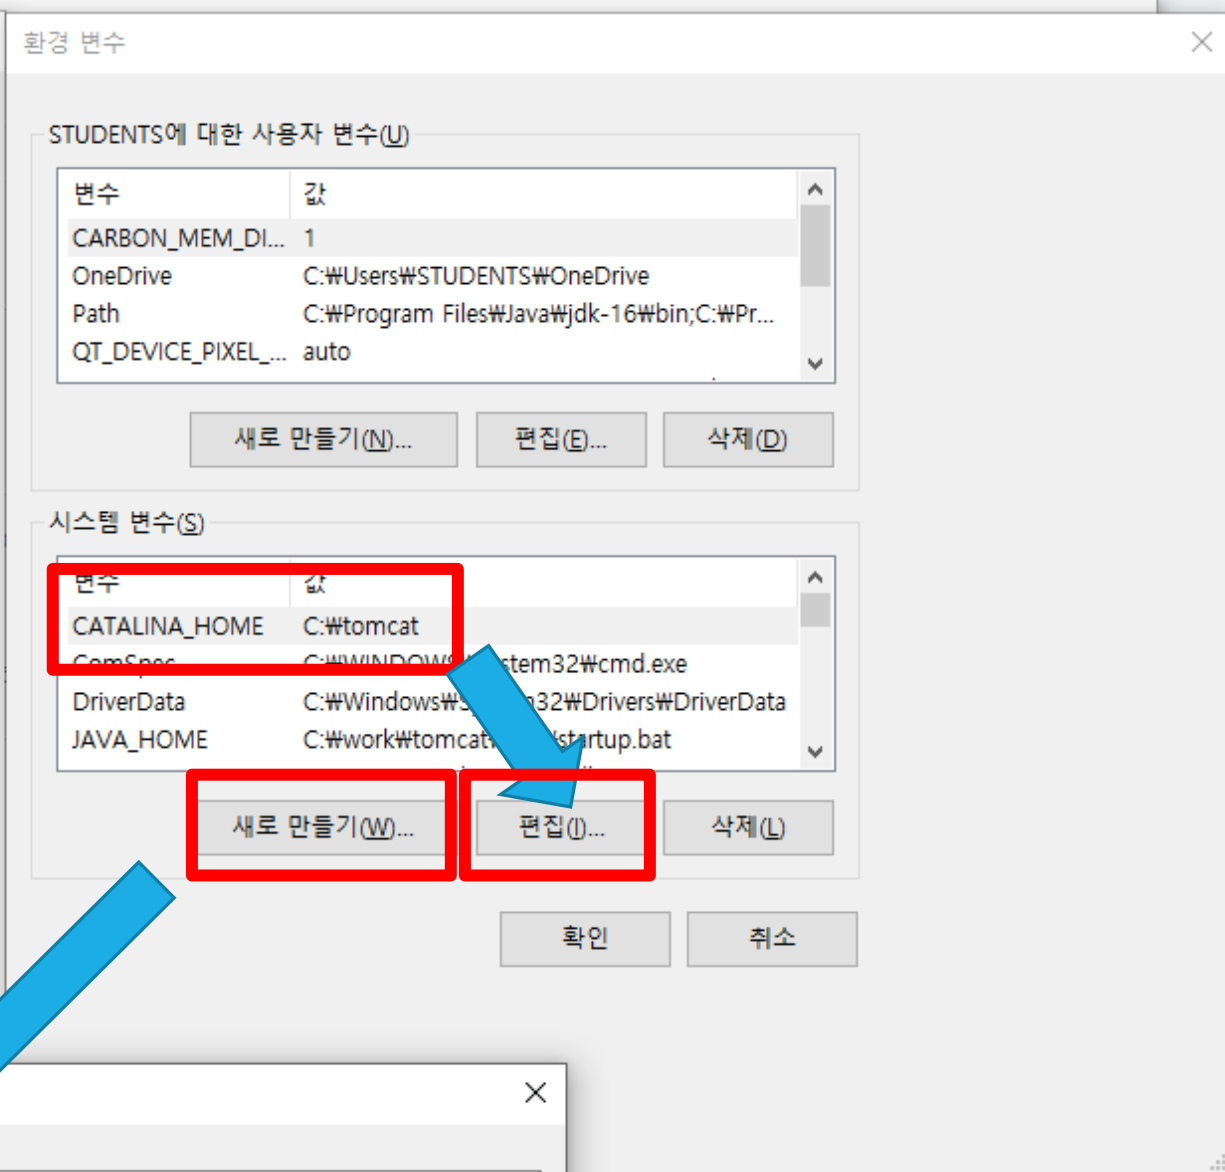 환경 변수
STUDENTS에 대한 사용자 변수(U)
변수 값
CARBON_MEM_DI... 1
OneDrive C:₩Users₩STUDENTS₩OneDrive
Path C:₩Program Files₩Java₩jdk-16₩bin;C:₩Pr...
QT_DEVICE_PIXEL_... auto
새로 만들기(N)... 편집(E)... 삭제(D)
시스템 변수(S)
변수 값
CATALINA_HOME C:₩tomcat
ComSpec C:₩WINDOWS stem32₩cmd.exe
DriverData C:₩Windows₩ 32₩Drivers₩DriverData
JAVA_HOME C:₩work₩tomcat startup.bat
새로 만들기(W)... 편집(I)... 삭제(L)
확인 취소